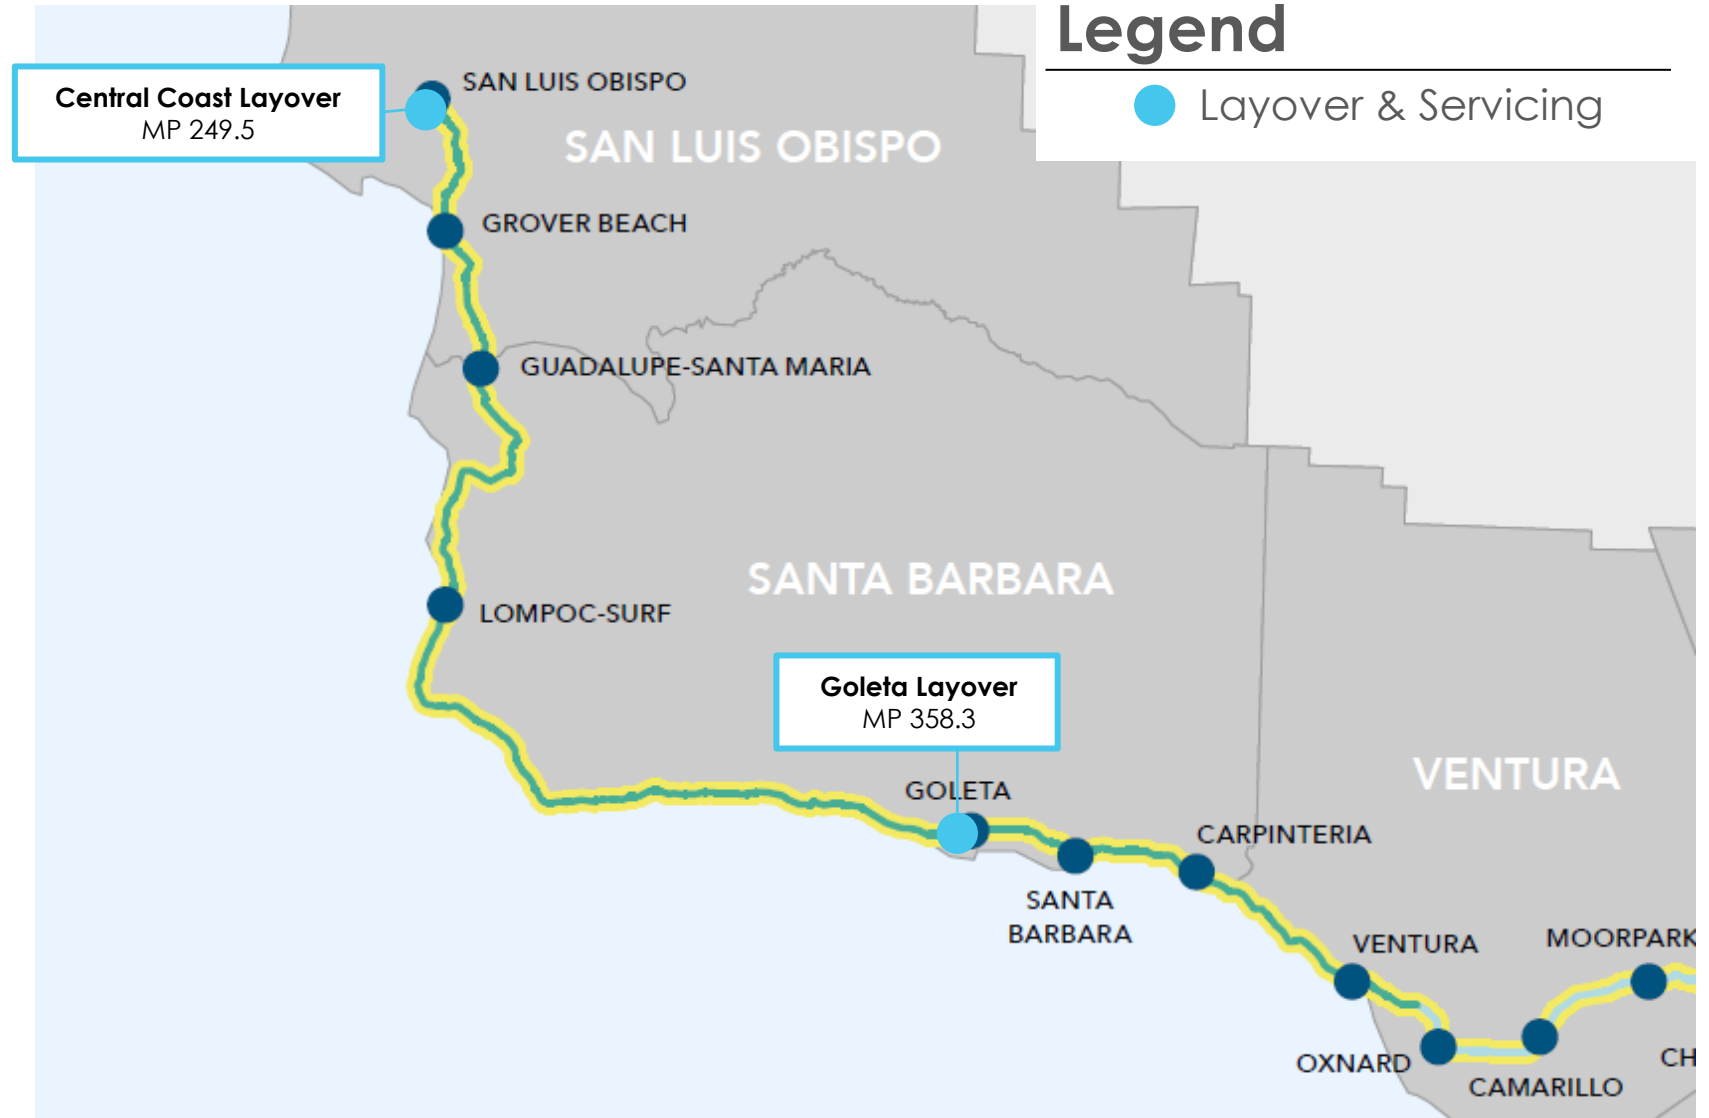 Legend
Layover & Servicing
SAN LUIS OBISPO
Central Coast Layover
MP 249.5
SAN LUIS OBISPO
GROVER BEACH
GUADALUPE-SANTA MARIA
SANTA BARBARA
LOMPOC-SURF
Goleta Layover
MP 358.3
VENTURA
GOLETA
CARPINTERIA
SANTA
BARBARA
VENTURA
MOORPARK
OXNARD
CH
CAMARILLO